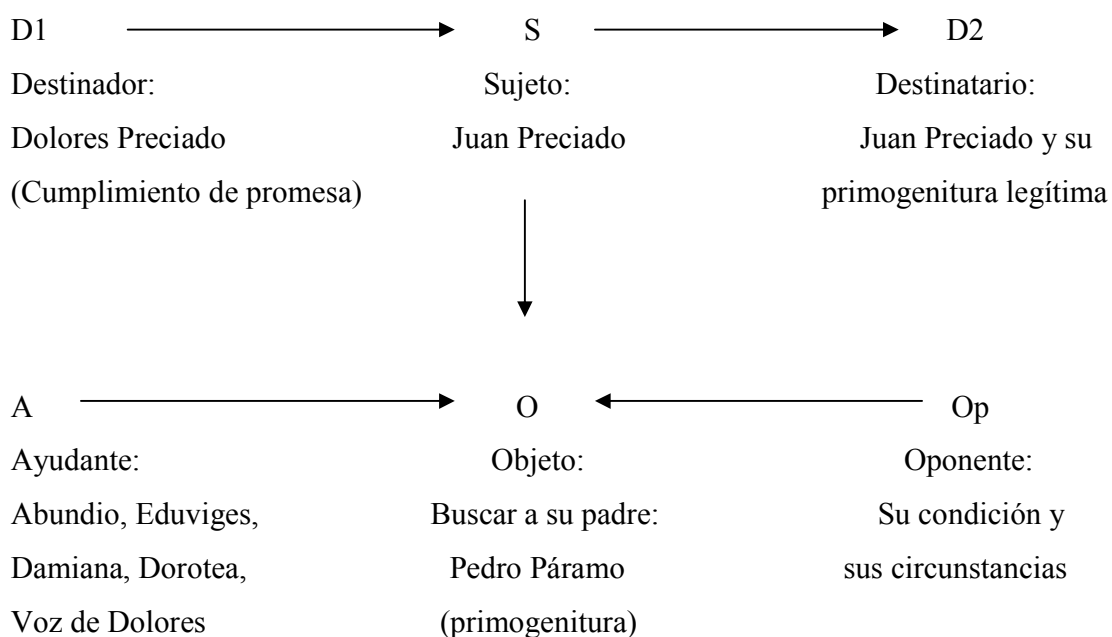 D1 S D2
Destinador: Sujeto: Destinatario:
Dolores Preciado Juan Preciado Juan Preciado y su
(Cumplimiento de promesa) primogenitura legítima
A O Op
Ayudante: Objeto: Oponente:
Abundio, Eduviges, Buscar a su padre: Su condición y
Damiana, Dorotea, Pedro Páramo sus circunstancias
Voz de Dolores (primogenitura)